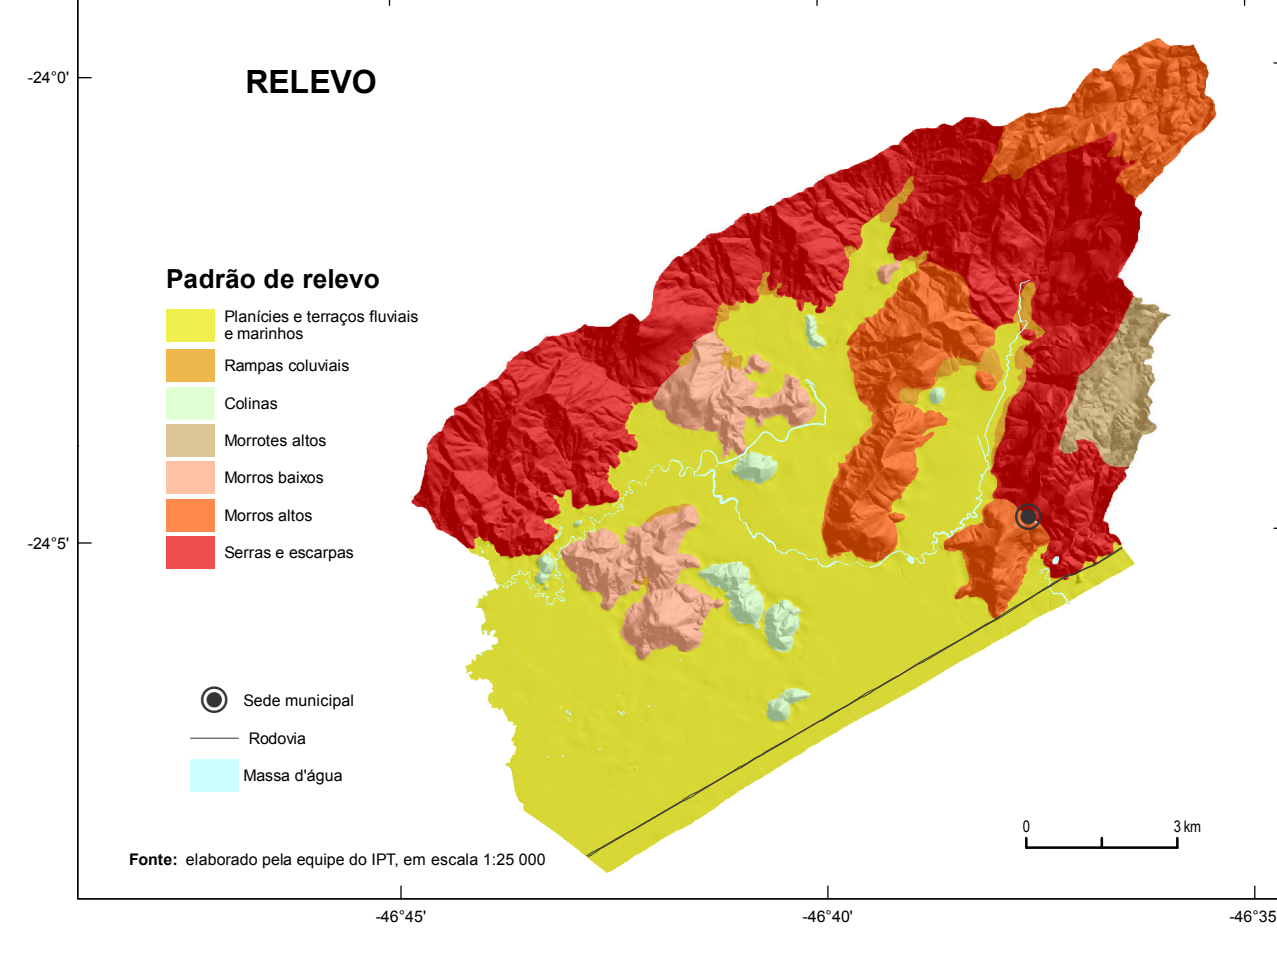 RELEVO
-24°0'
Padrão de relevo
Planícies e terraços fluviais
e marinhos
Rampas coluviais
Colinas
Morrotes altos
Morros baixos
Morros altos
-24°5'
Serras e escarpas
Sede municipal
Rodovia
Massa d'água
0 3 km
Fonte: elaborado pela equipe do IPT, em escala 1:25 000
-46°45' -46°40' -46°35